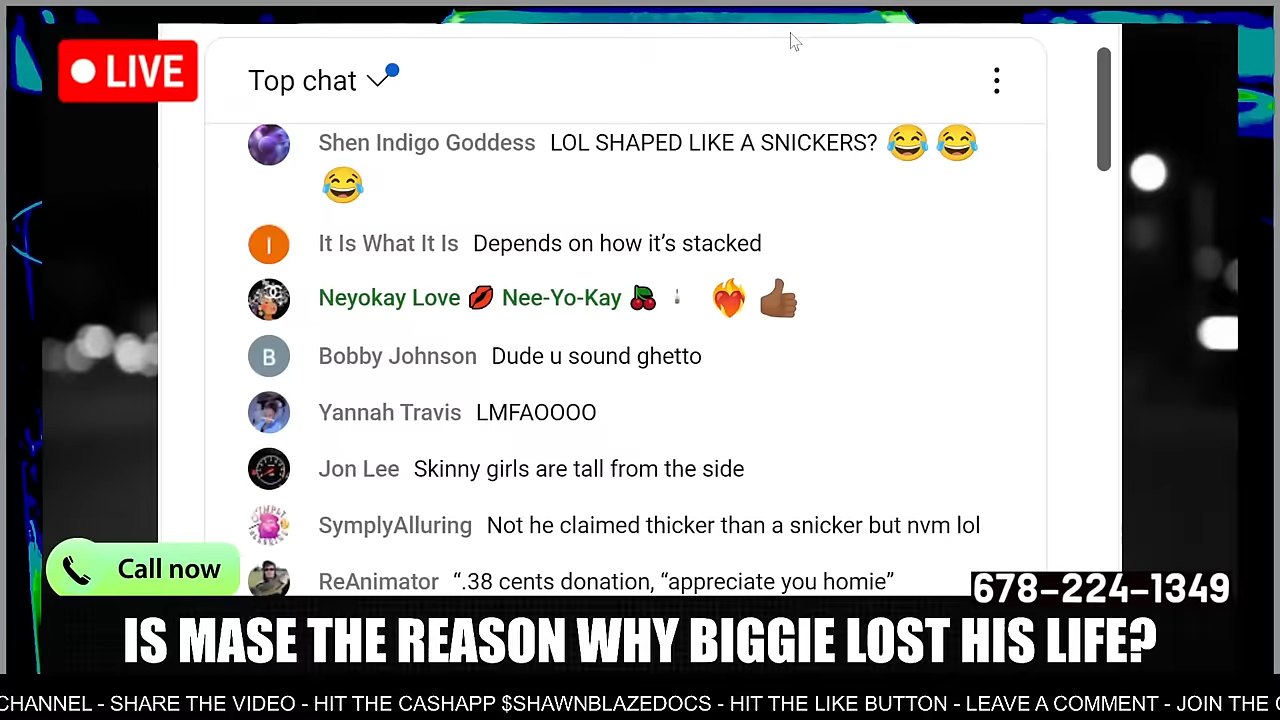 LIVE
Top chat
Shen Indigo Goddess LOL SHAPED LIKE A SNICKERS? 😂 😂
😂
I It Is What It Is Depends on how it’s stacked
Neyokay Love 💋 Nee-Yo-Kay 🍒 ❤️‍🔥 👍🏾
B Bobby Johnson Dude u sound ghetto
Yannah Travis LMFAOOOO
Jon Lee Skinny girls are tall from the side
SymplyAlluring Not he claimed thicker than a snicker but nvm lol
ReAnimator “.38 cents donation, “appreciate you homie”
Call now
678-224-1349
IS MASE THE REASON WHY BIGGIE LOST HIS LIFE?
CHANNEL - SHARE THE VIDEO - HIT THE CASHAPP $SHAWNBLAZEDOCS - HIT THE LIKE BUTTON - LEAVE A COMMENT - JOIN THE